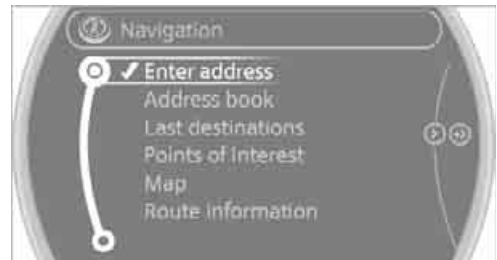 Navigation
✓ Enter address
Address book
Last destinations
Points of Interest
Map
Route information